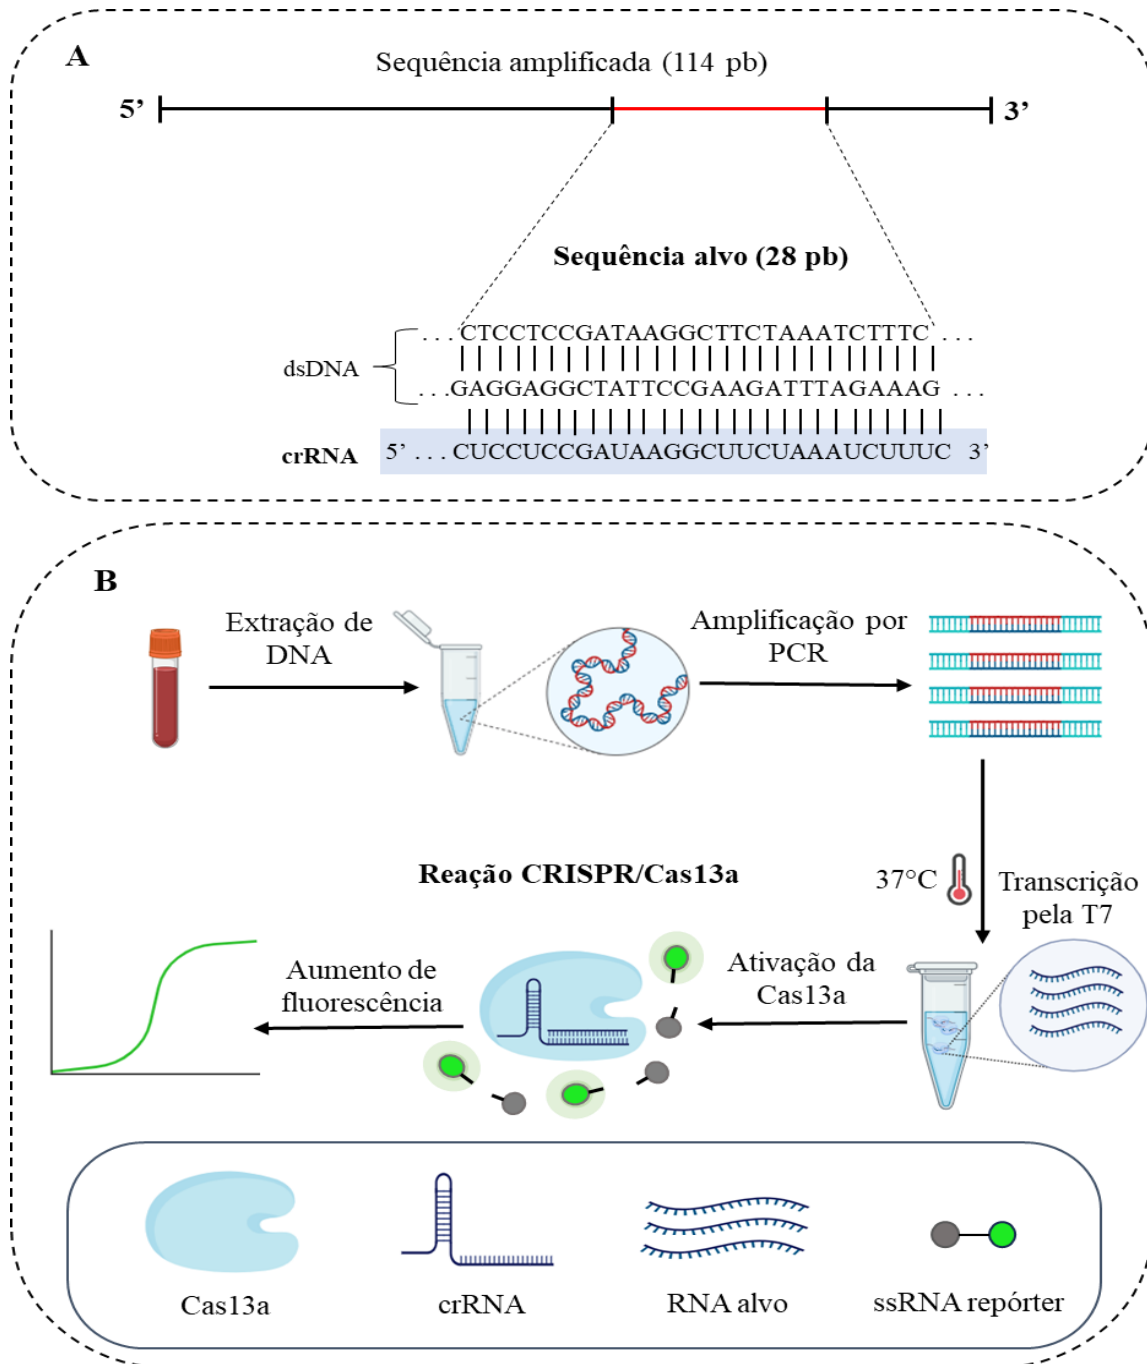 A
Sequência amplificada (114 pb)
5’ 3’
Sequência alvo (28 pb)
. . . CTCCTCCGATAAGGCTTCTAAATCTTTC . . .
dsDNA
. . . GAGGAGGCTATTCCGAAGATTTAGAAAG . . .
crRNA 5’ . . . CUCCUCCGAUAAGGCUUCUAAAUCUUUC 3’
B
Extração de
DNA
Amplificação por
PCR
37°C
Transcrição
pela T7
Reação CRISPR/Cas13a
Ativação da
Cas13a
Aumento de
fluorescência
Cas13a
crRNA
RNA alvo
ssRNA repórter